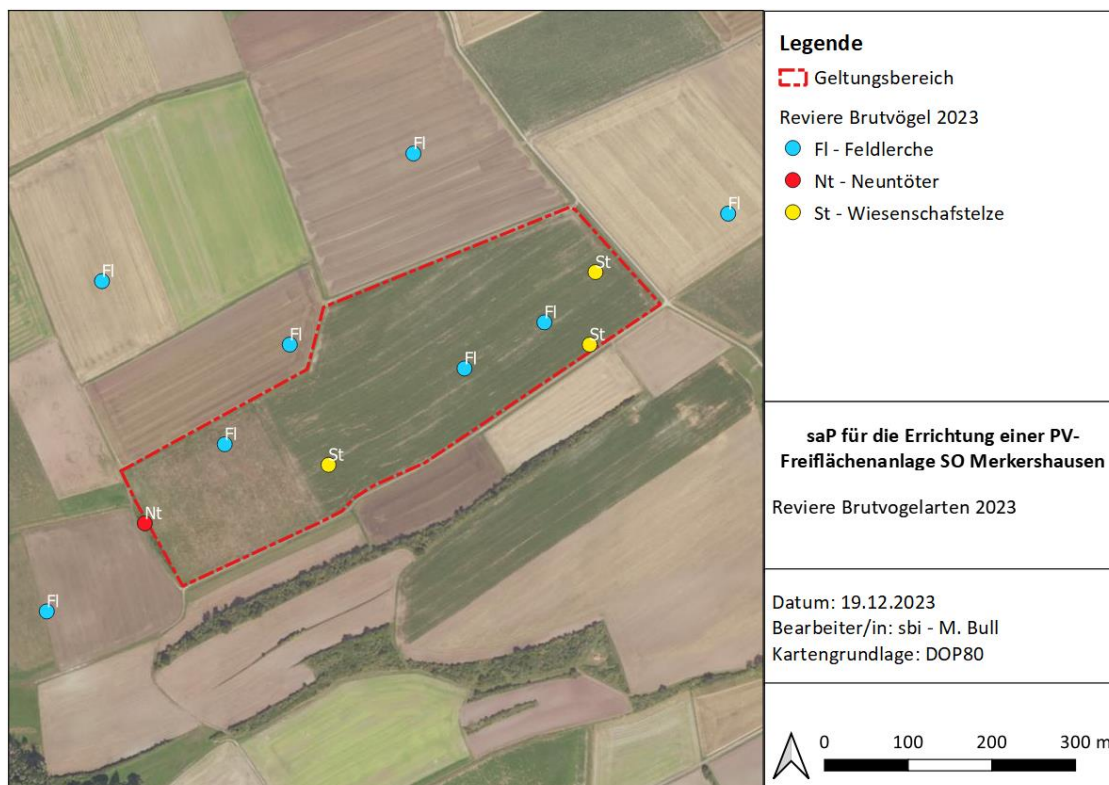 Fl
Fl
St
Fl
Fl
Fl
St
Fl
Fl
St
Nt
Fl
Legende
Geltungsbereich
Reviere Brutvögel 2023
Fl - Feldlerche
Nt - Neuntöter
St - Wiesenschafstelze
saP für die Errichtung einer PV-
Freiflächenanlage SO Merkershausen
Reviere Brutvogelarten 2023
Datum: 19.12.2023
Bearbeiter/in: sbi - M. Bull
Kartengrundlage: DOP80
0 100 200 300 m